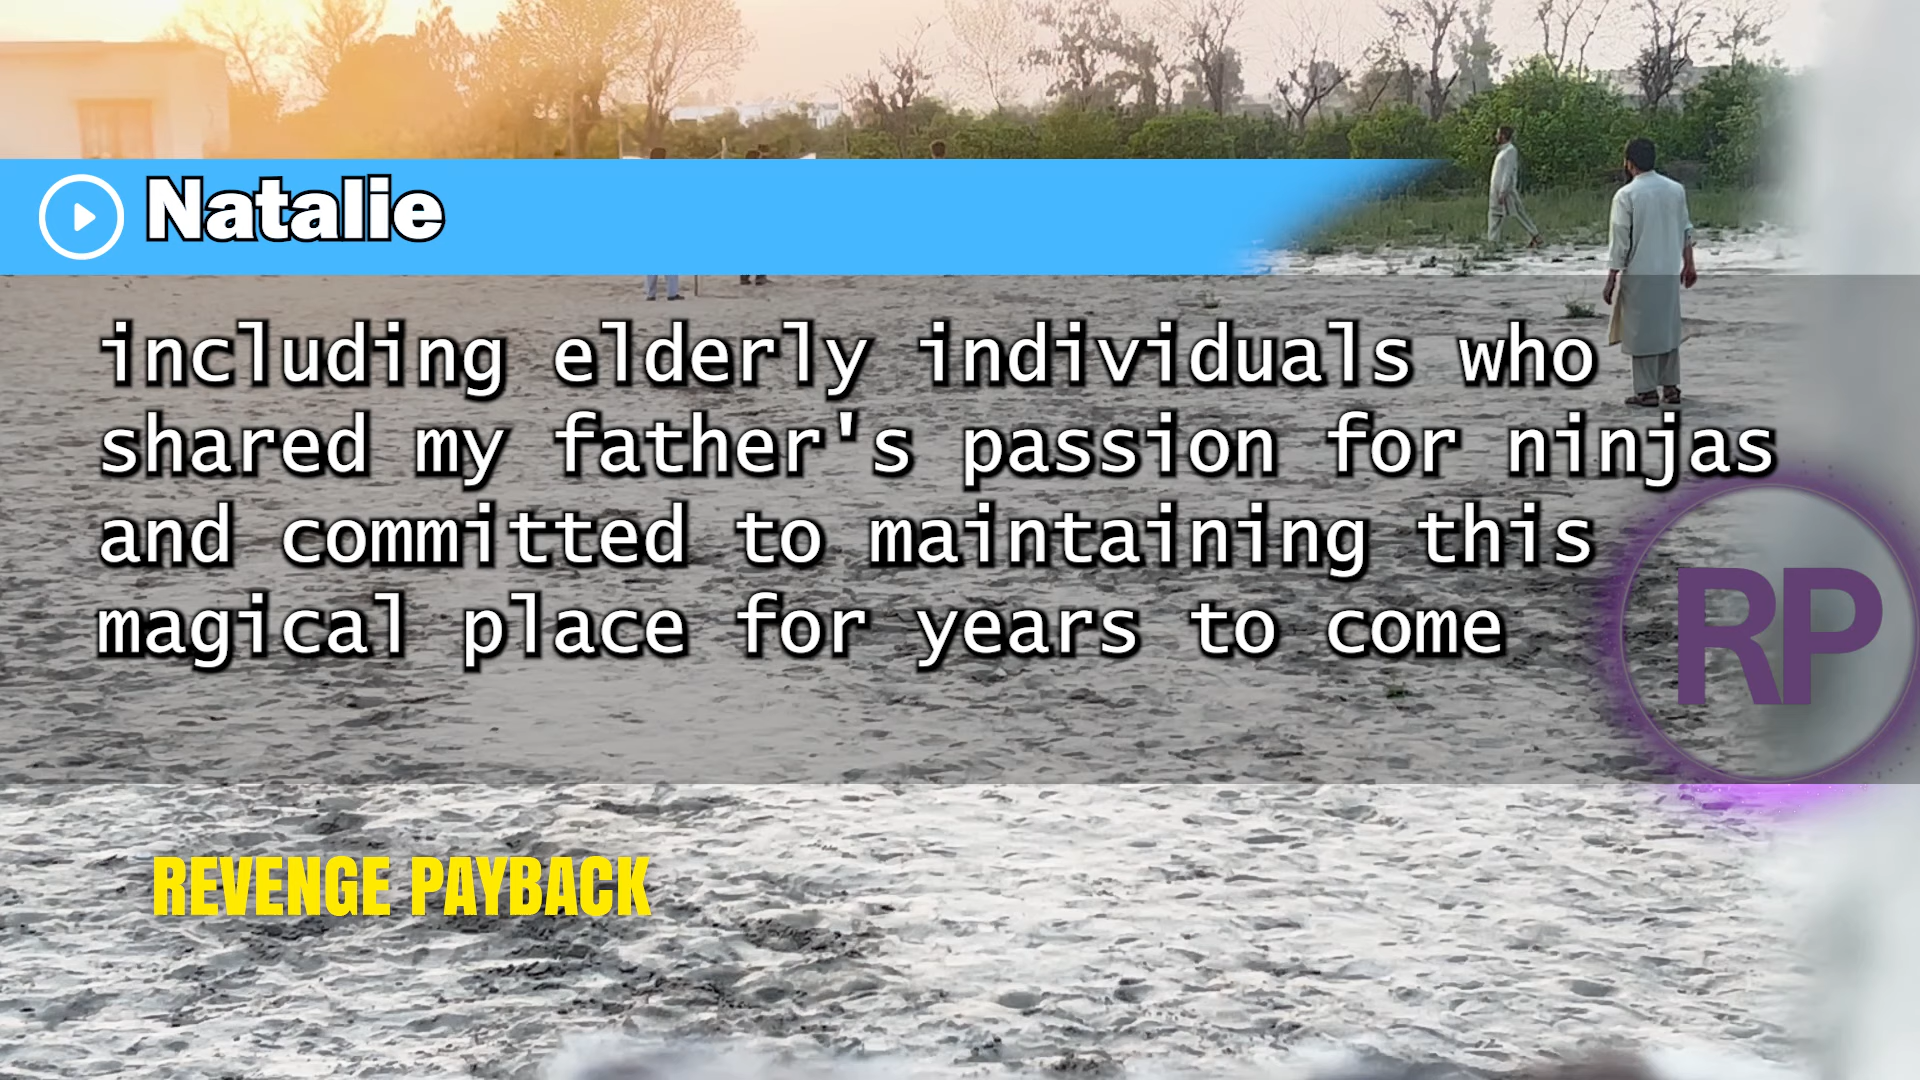 Natalie
including elderly individuals who
shared my father's passion for ninjas
and committed to maintaining this
magical place for years to come
RP
REVENGE PAYBACK